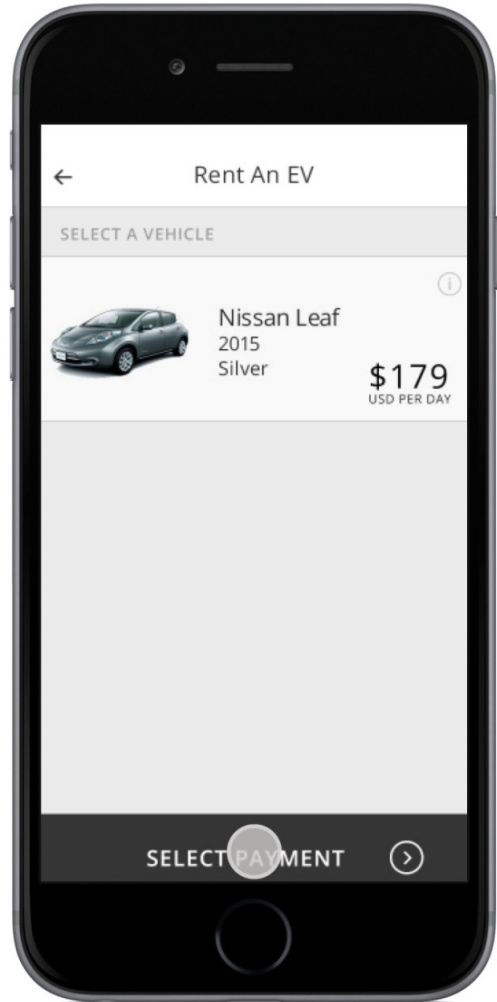 Rent An EV
SELECT A VEHICLE
Nissan Leaf
2015
Silver
$179
USD PER DAY
SELECT PAYMENT